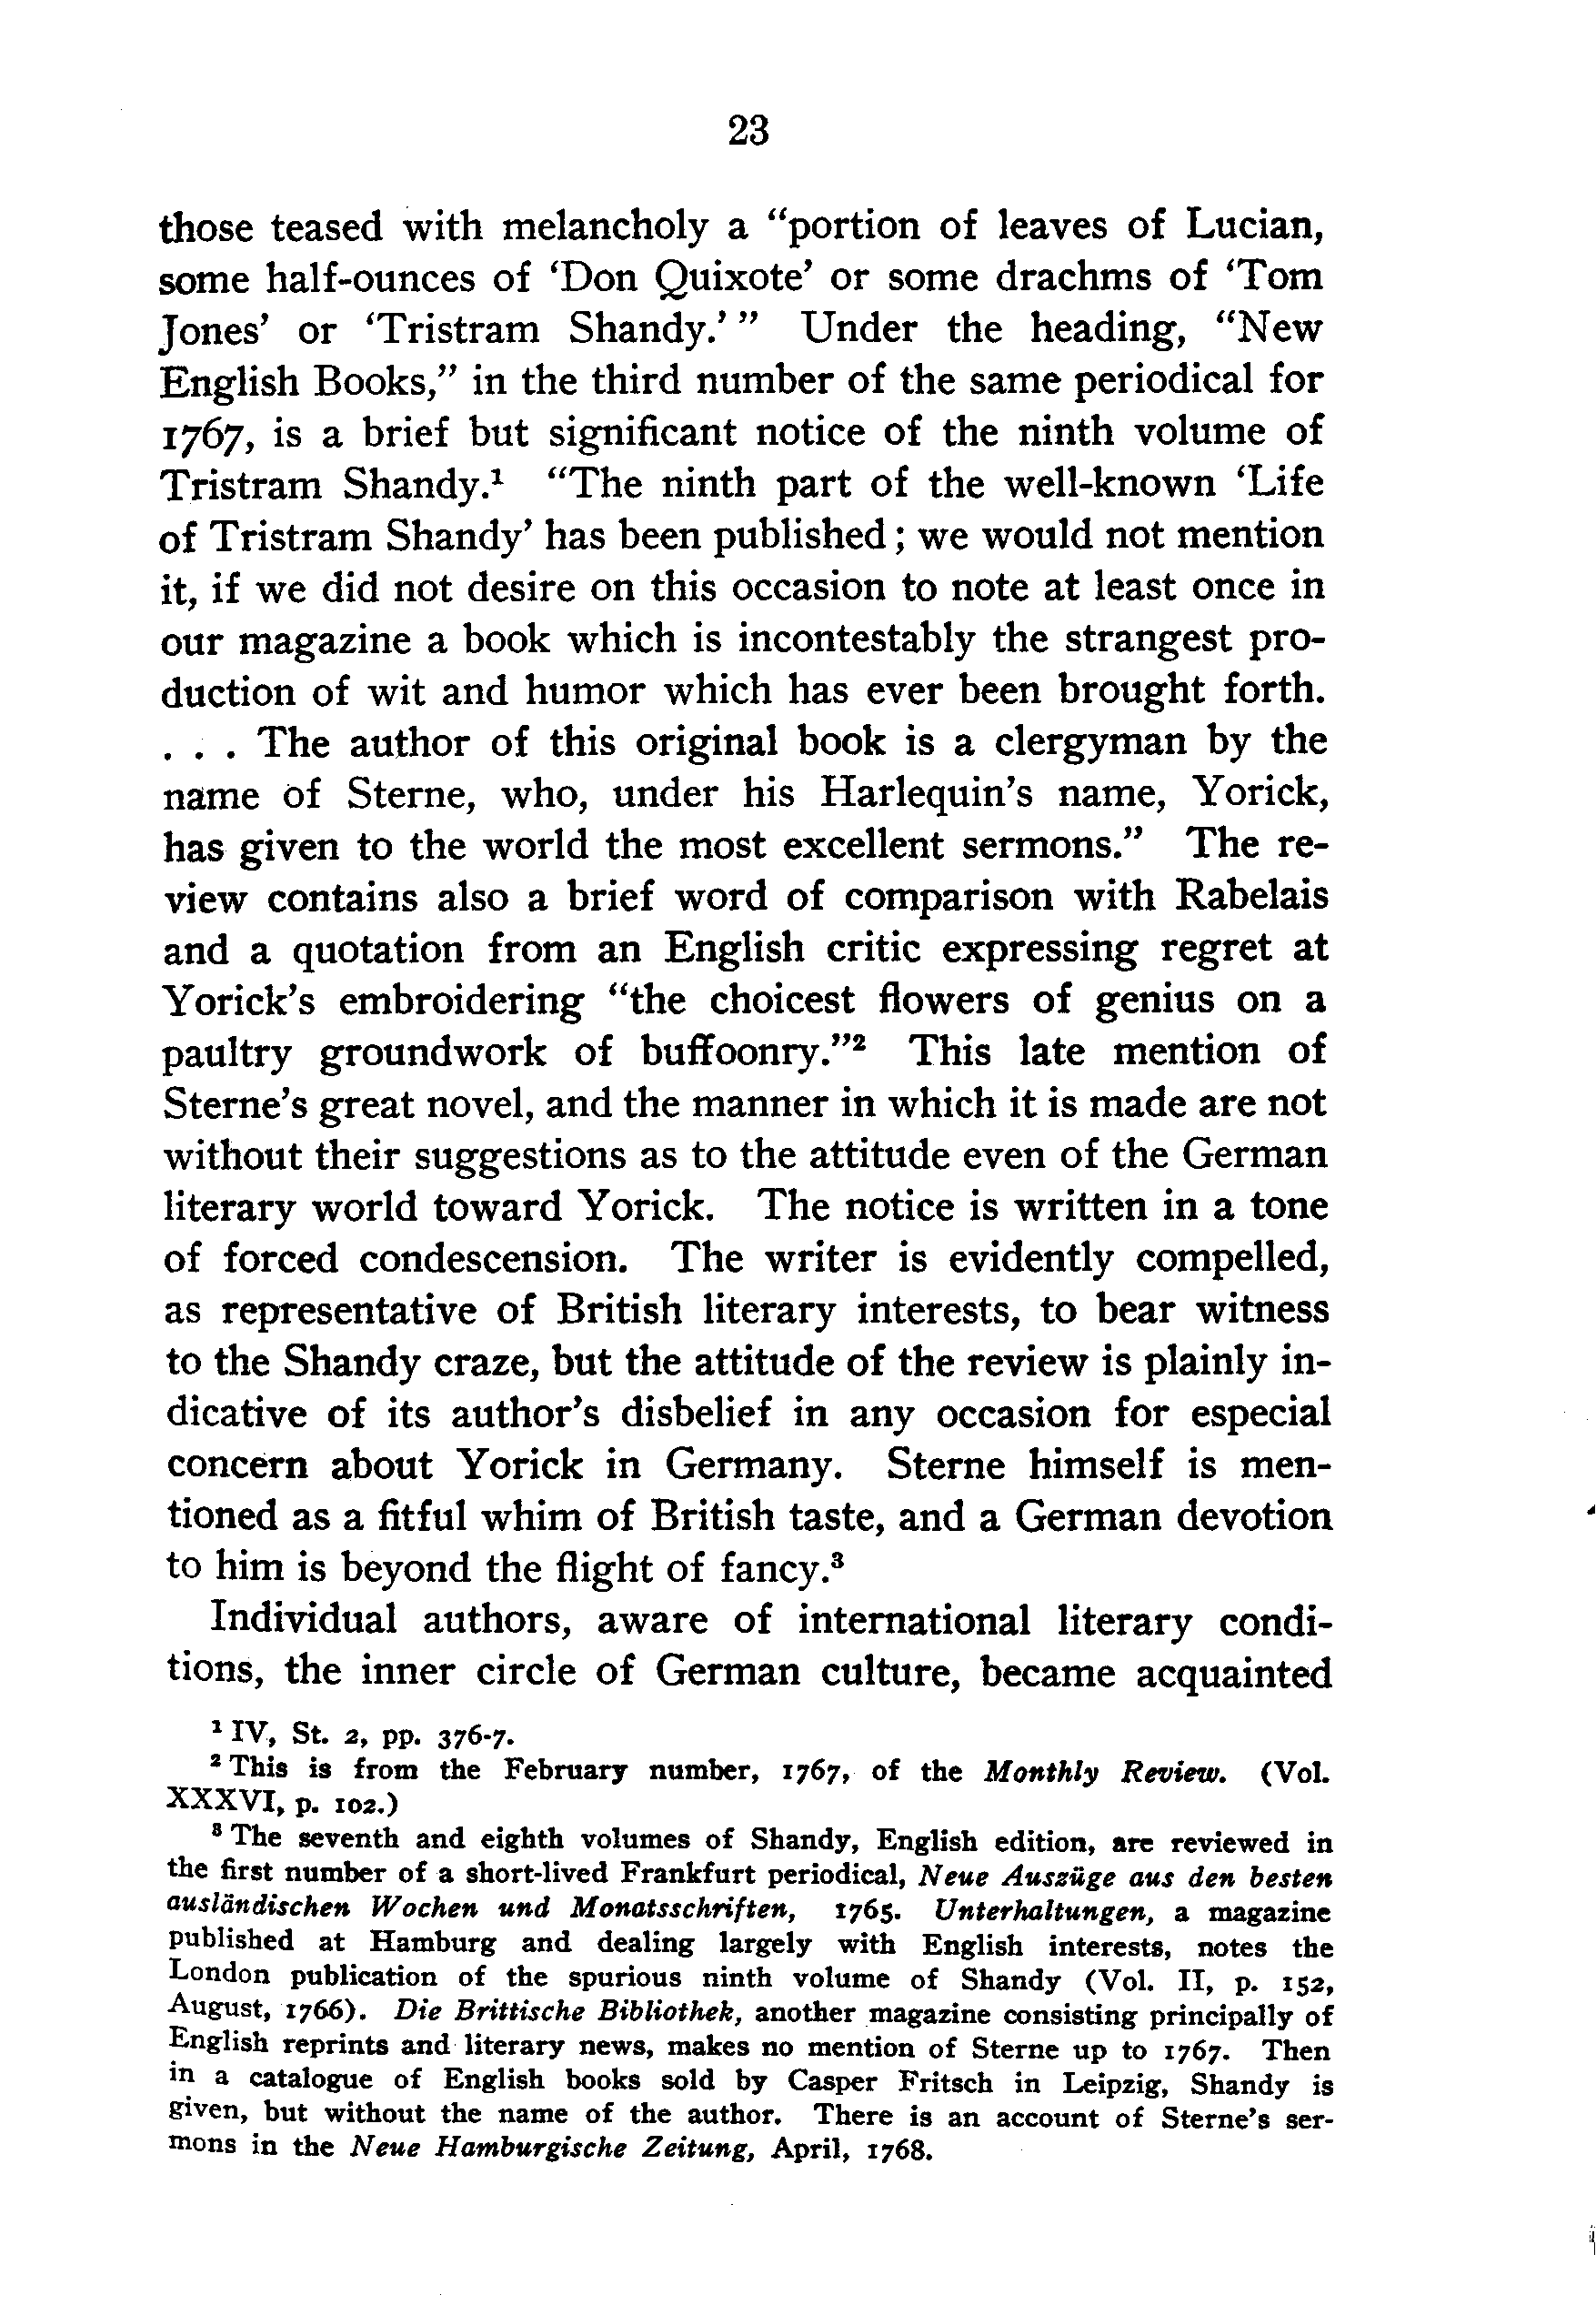 23
those teased with melancholy a “portion of leaves of Lucian,
some half-ounces of ‘Don Quixote’ or some drachms of ‘Tom
Jones’ or ‘Tristram Shandy.’ ” Under the heading, “New
English Books,” in the third number of the same periodical for
1767, is a brief but significant notice of the ninth volume of
Tristram Shandy.¹ “The ninth part of the well-known ‘Life
of Tristram Shandy’ has been published; we would not mention
it, if we did not desire on this occasion to note at least once in
our magazine a book which is incontestably the strangest pro-
duction of wit and humor which has ever been brought forth.
. . . The author of this original book is a clergyman by the
name of Sterne, who, under his Harlequin’s name, Yorick,
has given to the world the most excellent sermons.” The re-
view contains also a brief word of comparison with Rabelais
and a quotation from an English critic expressing regret at
Yorick’s embroidering “the choicest flowers of genius on a
paultry groundwork of buffoonry.”² This late mention of
Sterne’s great novel, and the manner in which it is made are not
without their suggestions as to the attitude even of the German
literary world toward Yorick. The notice is written in a tone
of forced condescension. The writer is evidently compelled,
as representative of British literary interests, to bear witness
to the Shandy craze, but the attitude of the review is plainly in-
dicative of its author’s disbelief in any occasion for especial
concern about Yorick in Germany. Sterne himself is men-
tioned as a fitful whim of British taste, and a German devotion
to him is beyond the flight of fancy.³
Individual authors, aware of international literary condi-
tions, the inner circle of German culture, became acquainted
¹ IV, St. 2, pp. 376-7.
² This is from the February number, 1767, of the Monthly Review. (Vol.
XXXVI, p. 102.)
³ The seventh and eighth volumes of Shandy, English edition, are reviewed in
the first number of a short-lived Frankfurt periodical, Neue Auszüge aus den besten
ausländischen Wochen und Monatsschriften, 1765. Unterhaltungen, a magazine
published at Hamburg and dealing largely with English interests, notes the
London publication of the spurious ninth volume of Shandy (Vol. II, p. 152,
August, 1766). Die Brittische Bibliothek, another magazine consisting principally of
English reprints and literary news, makes no mention of Sterne up to 1767. Then
in a catalogue of English books sold by Casper Fritsch in Leipzig, Shandy is
given, but without the name of the author. There is an account of Sterne’s ser-
mons in the Neue Hamburgische Zeitung, April, 1768.